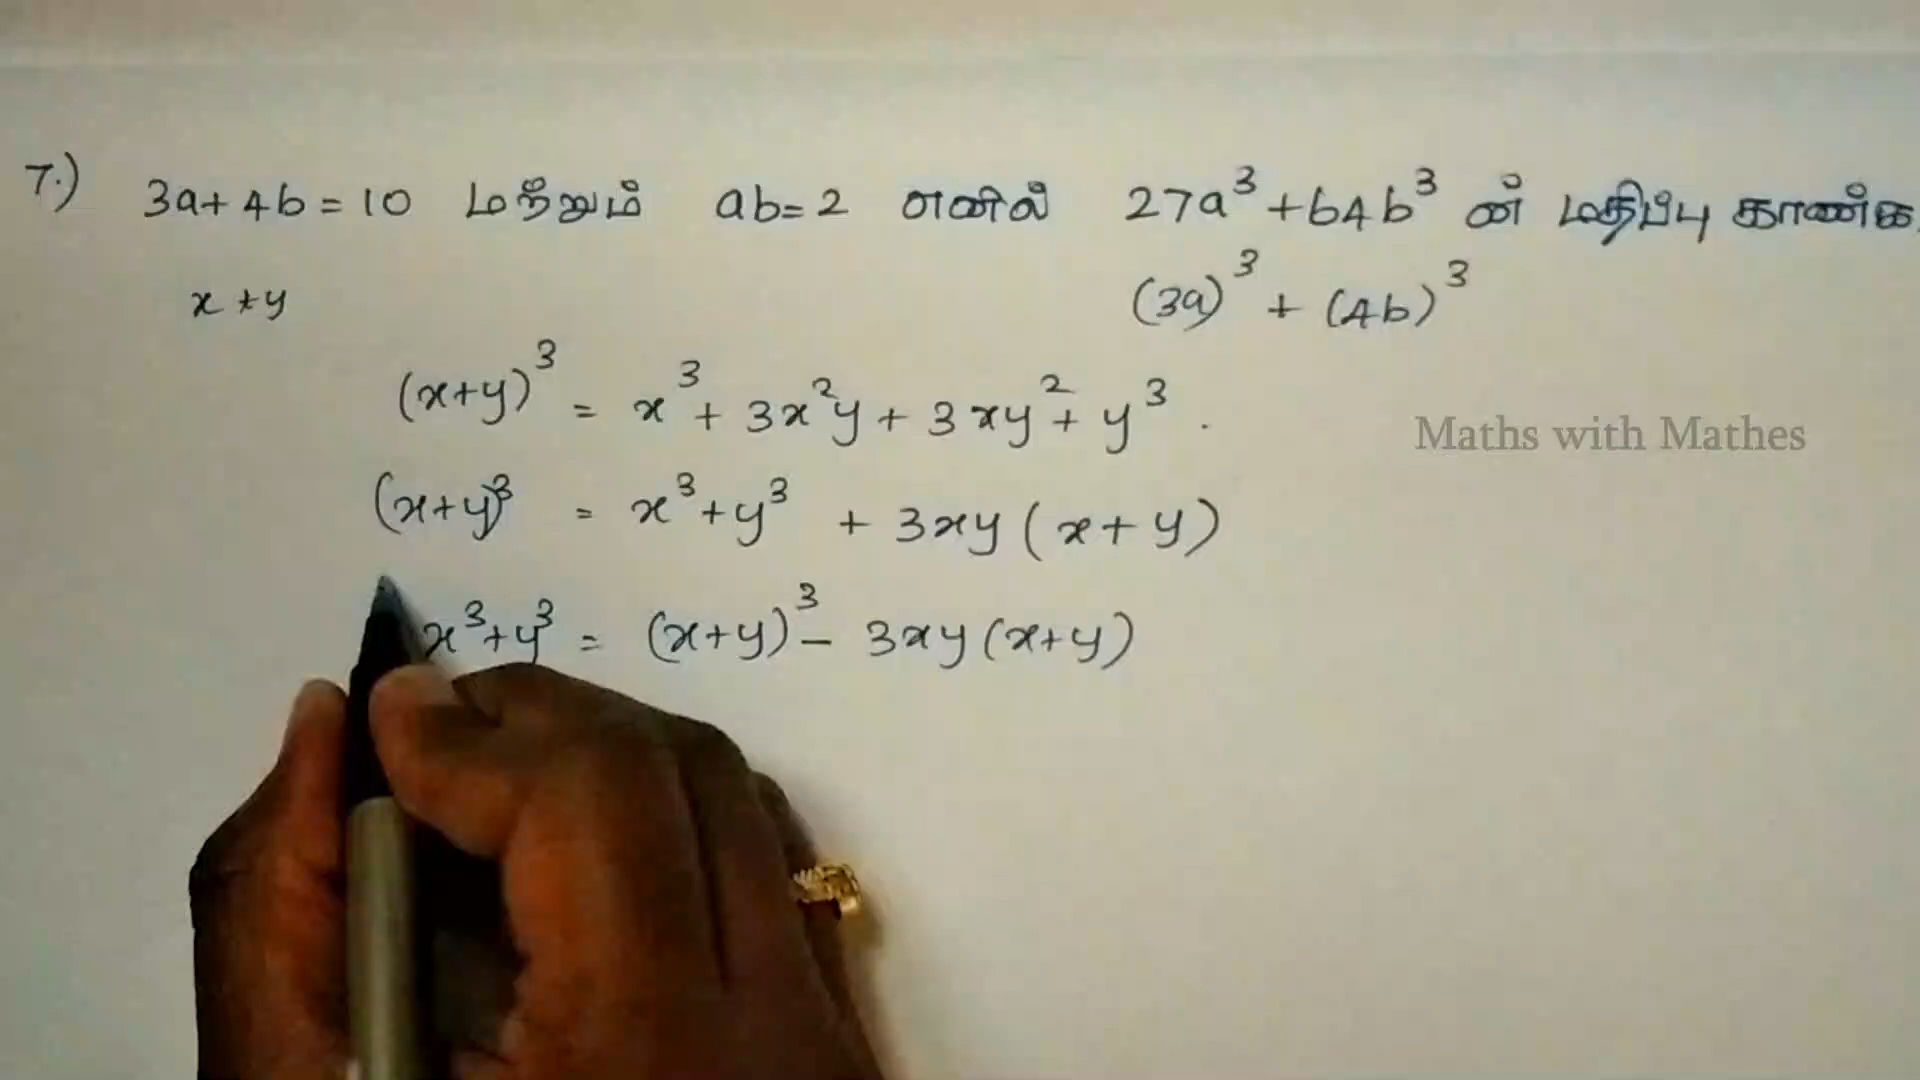 7.) 3a+4b=10 மற்றும் ab=2 எனில் 27a³+64b³ ன் மதிப்பு காண்க.
x+y (3a)³ + (4b)³
(x+y)³ = x³ + 3x²y + 3xy² + y³.
Maths with Mathes
(x+y)³ = x³+y³ + 3xy(x+y)
x³+y³ = (x+y)³ - 3xy(x+y)